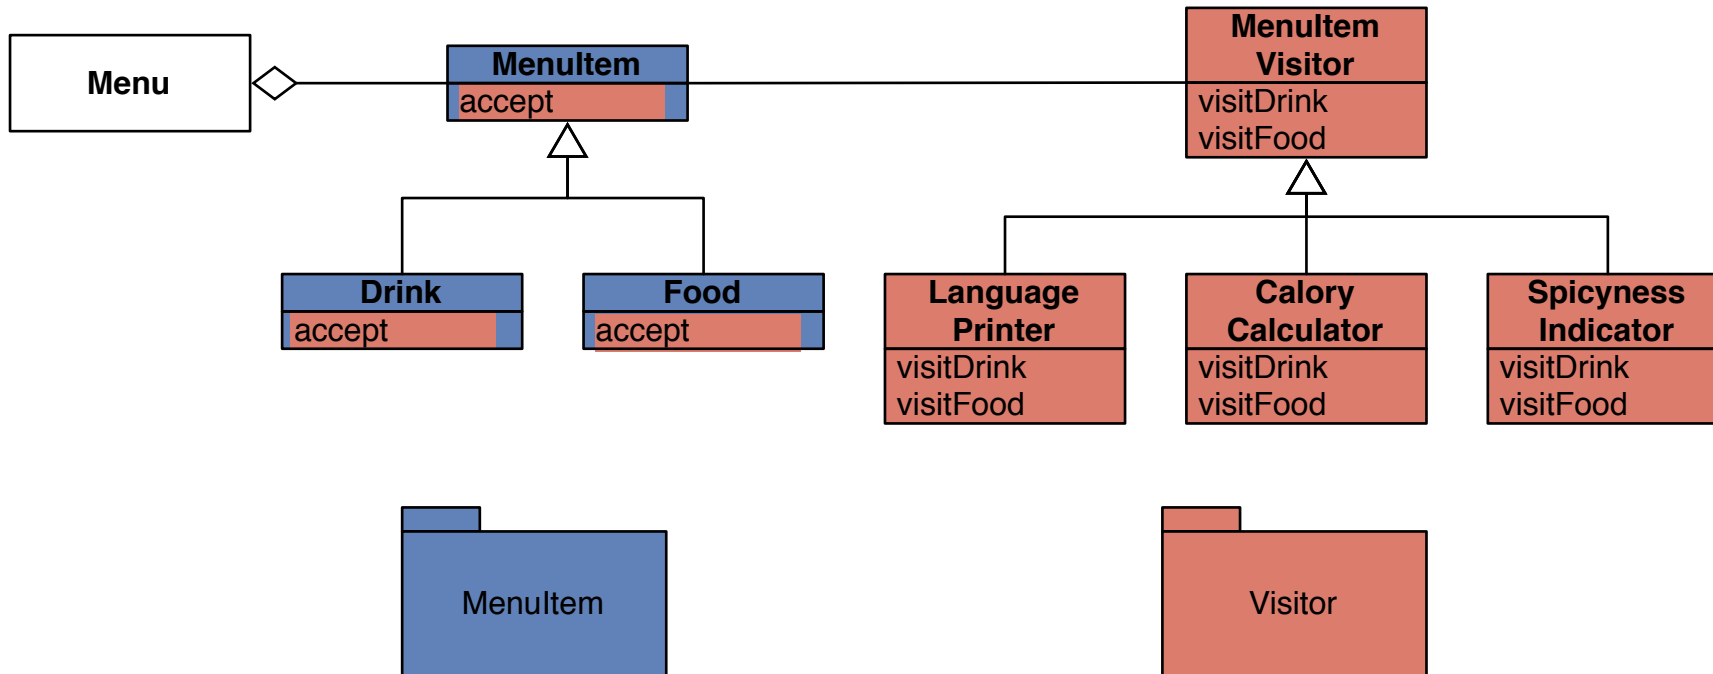 Menu
MenuItem
accept
MenuItem
Visitor
visitDrink
visitFood
Drink
accept
Food
accept
Language
Printer
visitDrink
visitFood
Calory
Calculator
visitDrink
visitFood
Spicyness
Indicator
visitDrink
visitFood
MenuItem
Visitor